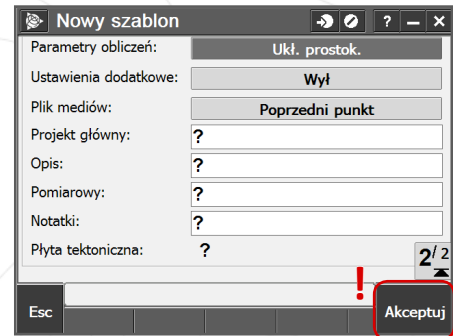 Nowy szablon ? – ×
Parametry obliczeń: Ukł. prostok.
Ustawienia dodatkowe: Wył
Plik mediów: Poprzedni punkt
Projekt główny: ?
Opis: ?
Pomiarowy: ?
Notatki: ?
Płyta tektoniczna: ?
2/2
!
Esc Akceptuj